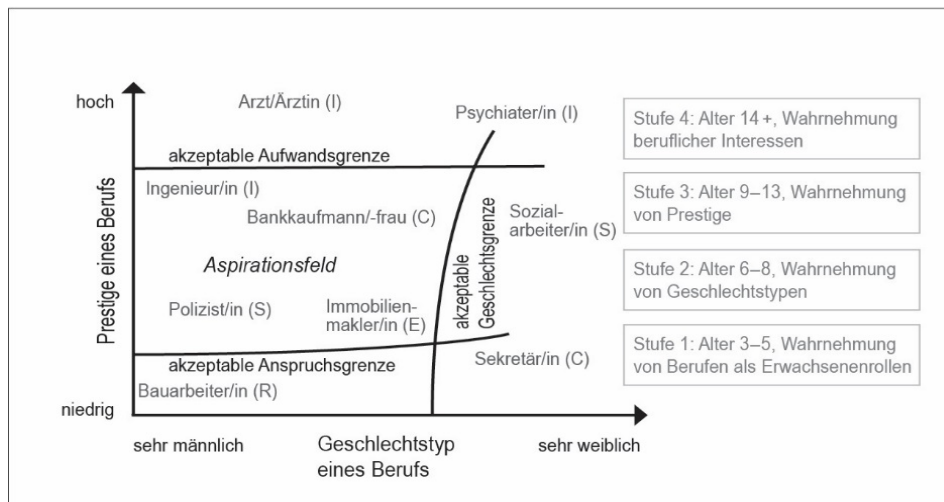 hoch
Arzt/Ärztin (I)
Psychiater/in (I)
akzeptable Aufwandsgrenze
Ingenieur/in (I)
Bankkaufmann/-frau (C)
Sozial-
arbeiter/in (S)
Prestige eines Berufs
Aspirationsfeld
akzeptable
Geschlechtsgrenze
Polizist/in (S)
Immobilien-
makler/in (E)
akzeptable Anspruchsgrenze
Sekretär/in (C)
Bauarbeiter/in (R)
niedrig
sehr männlich
Geschlechtstyp
eines Berufs
sehr weiblich
Stufe 4: Alter 14 +, Wahrnehmung
beruflicher Interessen
Stufe 3: Alter 9–13, Wahrnehmung
von Prestige
Stufe 2: Alter 6–8, Wahrnehmung
von Geschlechtstypen
Stufe 1: Alter 3–5, Wahrnehmung
von Berufen als Erwachsenenrollen